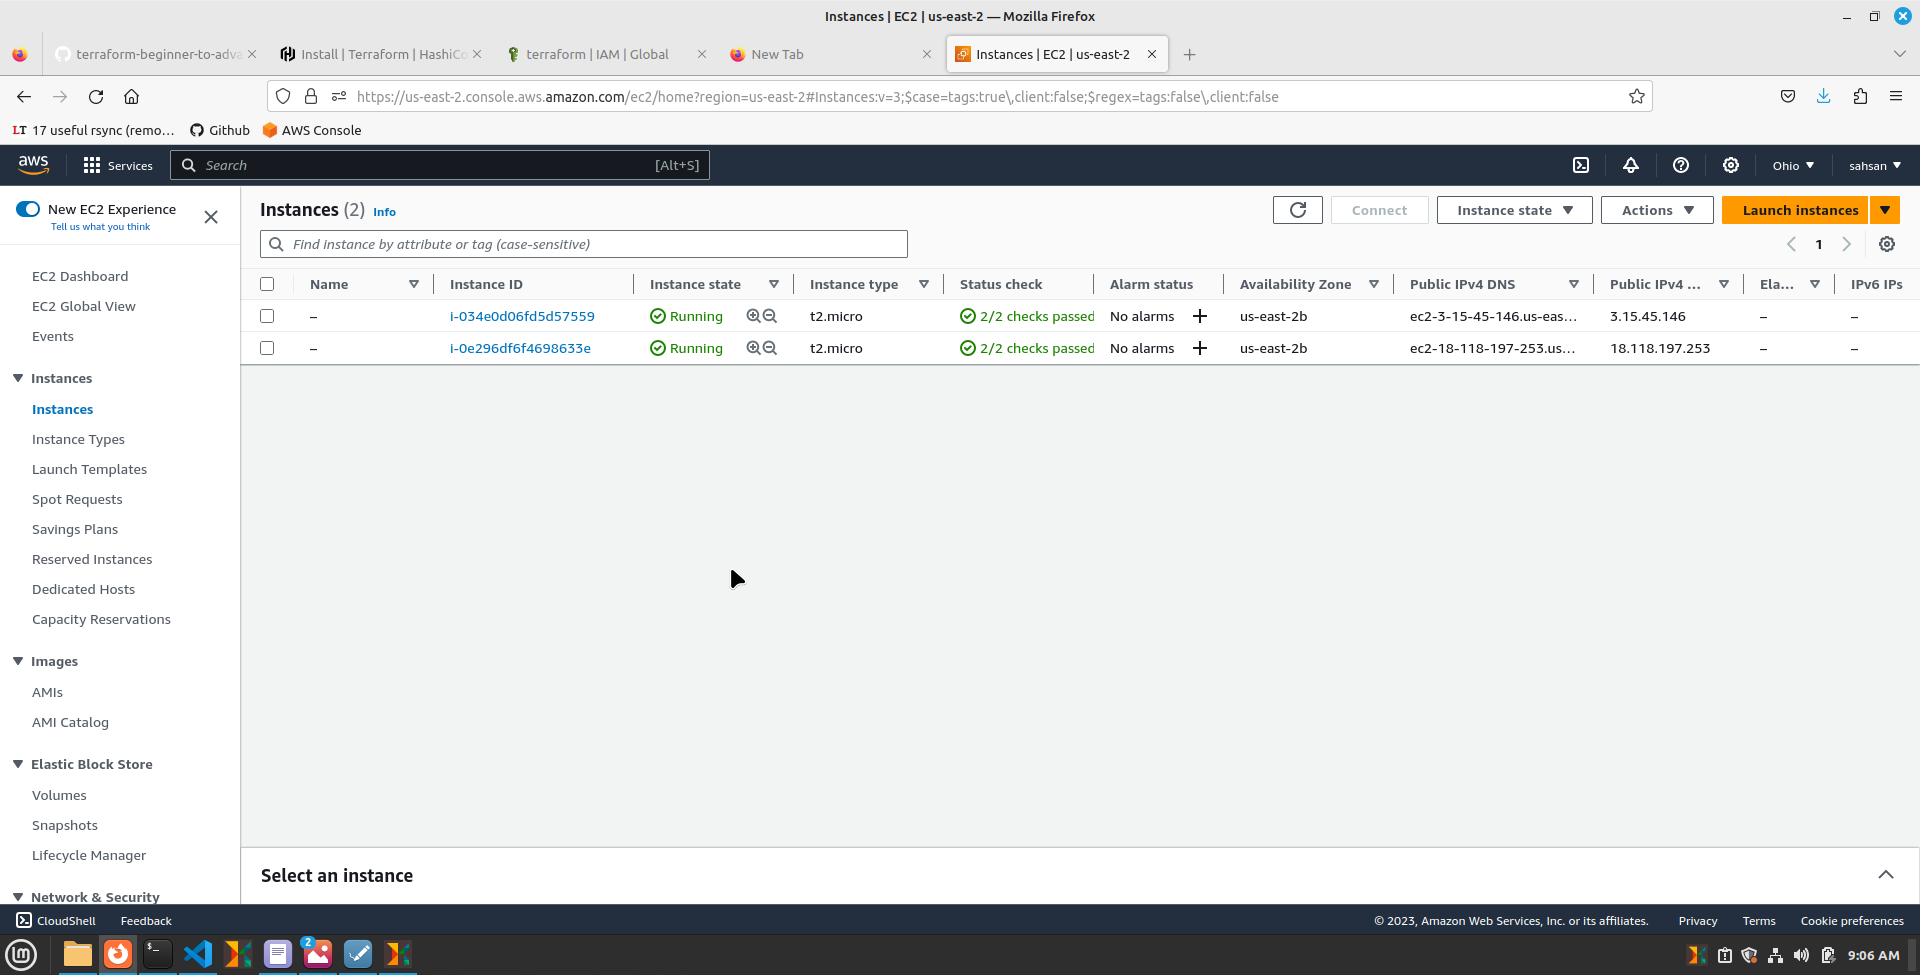 Instances | EC2 | us-east-2 — Mozilla Firefox
terraform-beginner-to-adva
Install | Terraform | HashiCo
terraform | IAM | Global
New Tab
Instances | EC2 | us-east-2
https://us-east-2.console.aws.amazon.com/ec2/home?region=us-east-2#Instances:v=3;$case=tags:true\,client:false;$regex=tags:false\,client:false
LT 17 useful rsync (remo… Github AWS Console
aws Services Search [Alt+S] Ohio sahsan
New EC2 Experience
Tell us what you think
EC2 Dashboard
EC2 Global View
Events
Instances
Instances
Instance Types
Launch Templates
Spot Requests
Savings Plans
Reserved Instances
Dedicated Hosts
Capacity Reservations
Images
AMIs
AMI Catalog
Elastic Block Store
Volumes
Snapshots
Lifecycle Manager
Network & Security
Instances (2) Info
Connect Instance state Actions Launch instances
Find instance by attribute or tag (case-sensitive) 1
Name Instance ID Instance state Instance type Status check Alarm status Availability Zone Public IPv4 DNS Public IPv4 ... Ela... IPv6 IPs
– i-034e0d06fd5d57559 Running t2.micro 2/2 checks passed No alarms us-east-2b ec2-3-15-45-146.us-eas... 3.15.45.146 – –
– i-0e296df6f4698633e Running t2.micro 2/2 checks passed No alarms us-east-2b ec2-18-118-197-253.us... 18.118.197.253 – –
Select an instance
CloudShell Feedback © 2023, Amazon Web Services, Inc. or its affiliates. Privacy Terms Cookie preferences
2
9:06 AM